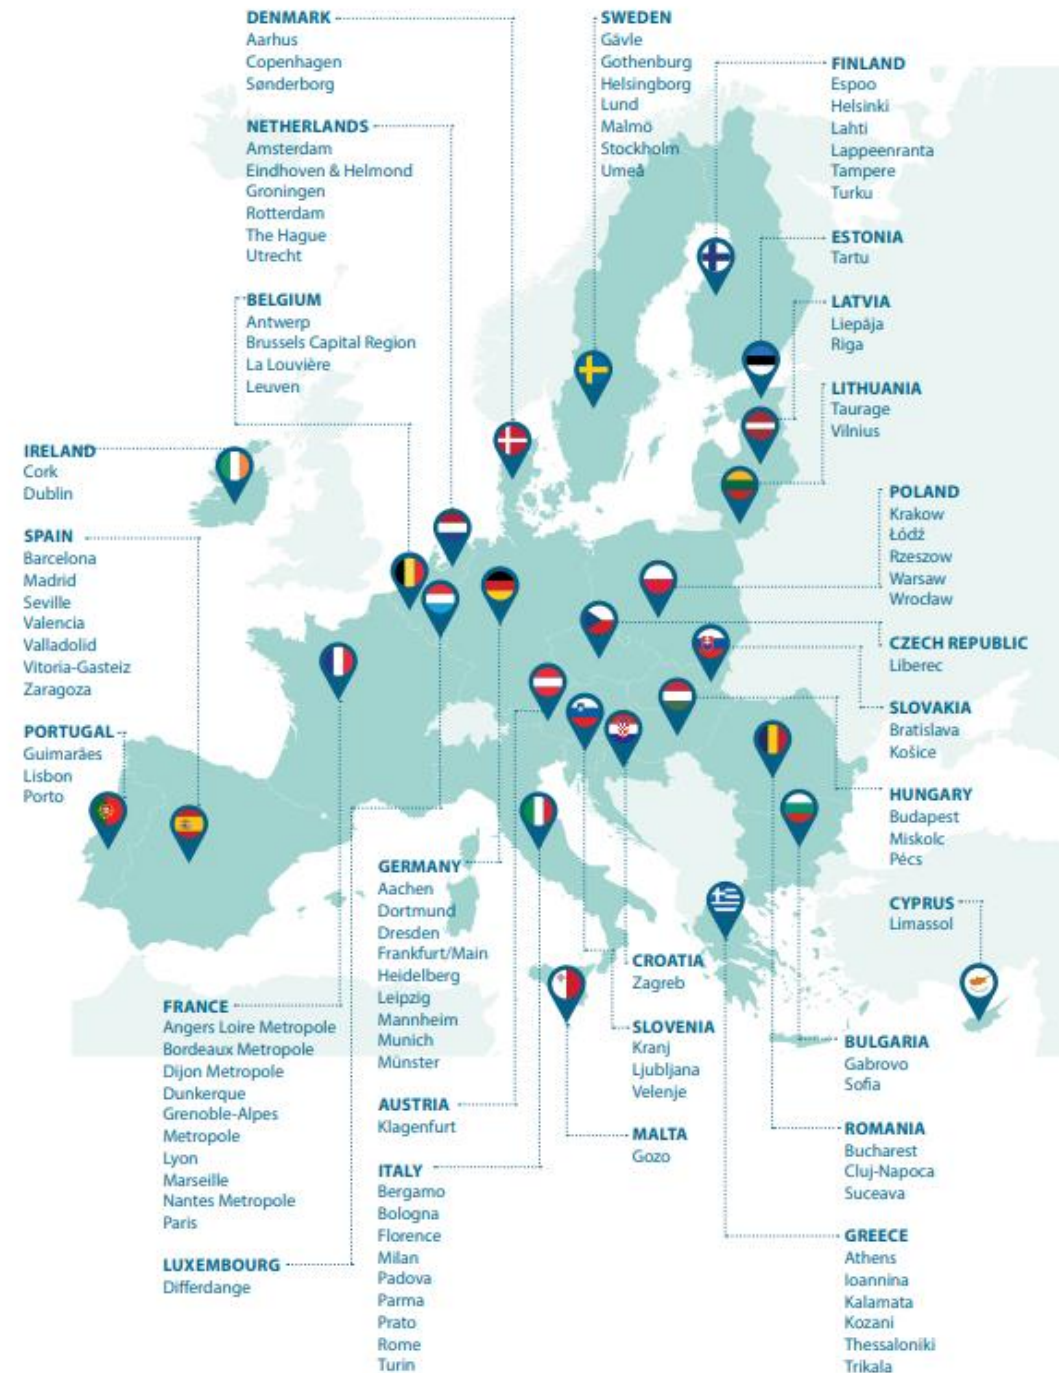 DENMARK
Aarhus
Copenhagen
Sønderborg
NETHERLANDS
Amsterdam
Eindhoven & Helmond
Groningen
Rotterdam
The Hague
Utrecht
BELGIUM
Antwerp
Brussels Capital Region
La Louvière
Leuven
SWEDEN
Gävle
Gothenburg
Helsingborg
Lund
Malmö
Stockholm
Umeå
FINLAND
Espoo
Helsinki
Lahti
Lappeenranta
Tampere
Turku
ESTONIA
Tartu
LATVIA
Liepāja
Riga
LITHUANIA
Taurage
Vilnius
IRELAND
Cork
Dublin
SPAIN
Barcelona
Madrid
Seville
Valencia
Valladolid
Vitoria-Gasteiz
Zaragoza
PORTUGAL
Guimarães
Lisbon
Porto
POLAND
Krakow
Łódź
Rzeszow
Warsaw
Wrocław
CZECH REPUBLIC
Liberec
SLOVAKIA
Bratislava
Košice
HUNGARY
Budapest
Miskolc
Pécs
CYPRUS
Limassol
GERMANY
Aachen
Dortmund
Dresden
Frankfurt/Main
Heidelberg
Leipzig
Mannheim
Munich
Münster
FRANCE
Angers Loire Metropole
Bordeaux Metropole
Dijon Metropole
Dunkerque
Grenoble-Alpes
Metropole
Lyon
Marseille
Nantes Metropole
Paris
LUXEMBOURG
Differdange
AUSTRIA
Klagenfurt
ITALY
Bergamo
Bologna
Florence
Milan
Padova
Parma
Prato
Rome
Turin
CROATIA
Zagreb
SLOVENIA
Kranj
Ljubljana
Velenje
MALTA
Gozo
BULGARIA
Gabrovo
Sofia
ROMANIA
Bucharest
Cluj-Napoca
Suceava
GREECE
Athens
Ioannina
Kalamata
Kozani
Thessaloniki
Trikala